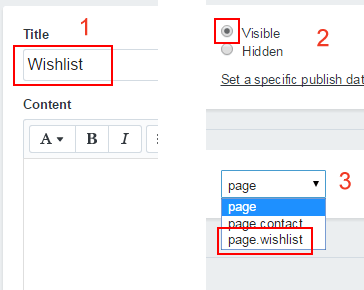 1
Title
Wishlist
Content
A B I
Visible
2
Hidden
Set a specific publish dat
3
page
page
page.contact
page.wishlist